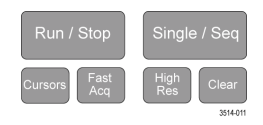 Run / Stop
Single / Seq
Cursors
Fast
Acq
High
Res
Clear
3514-011